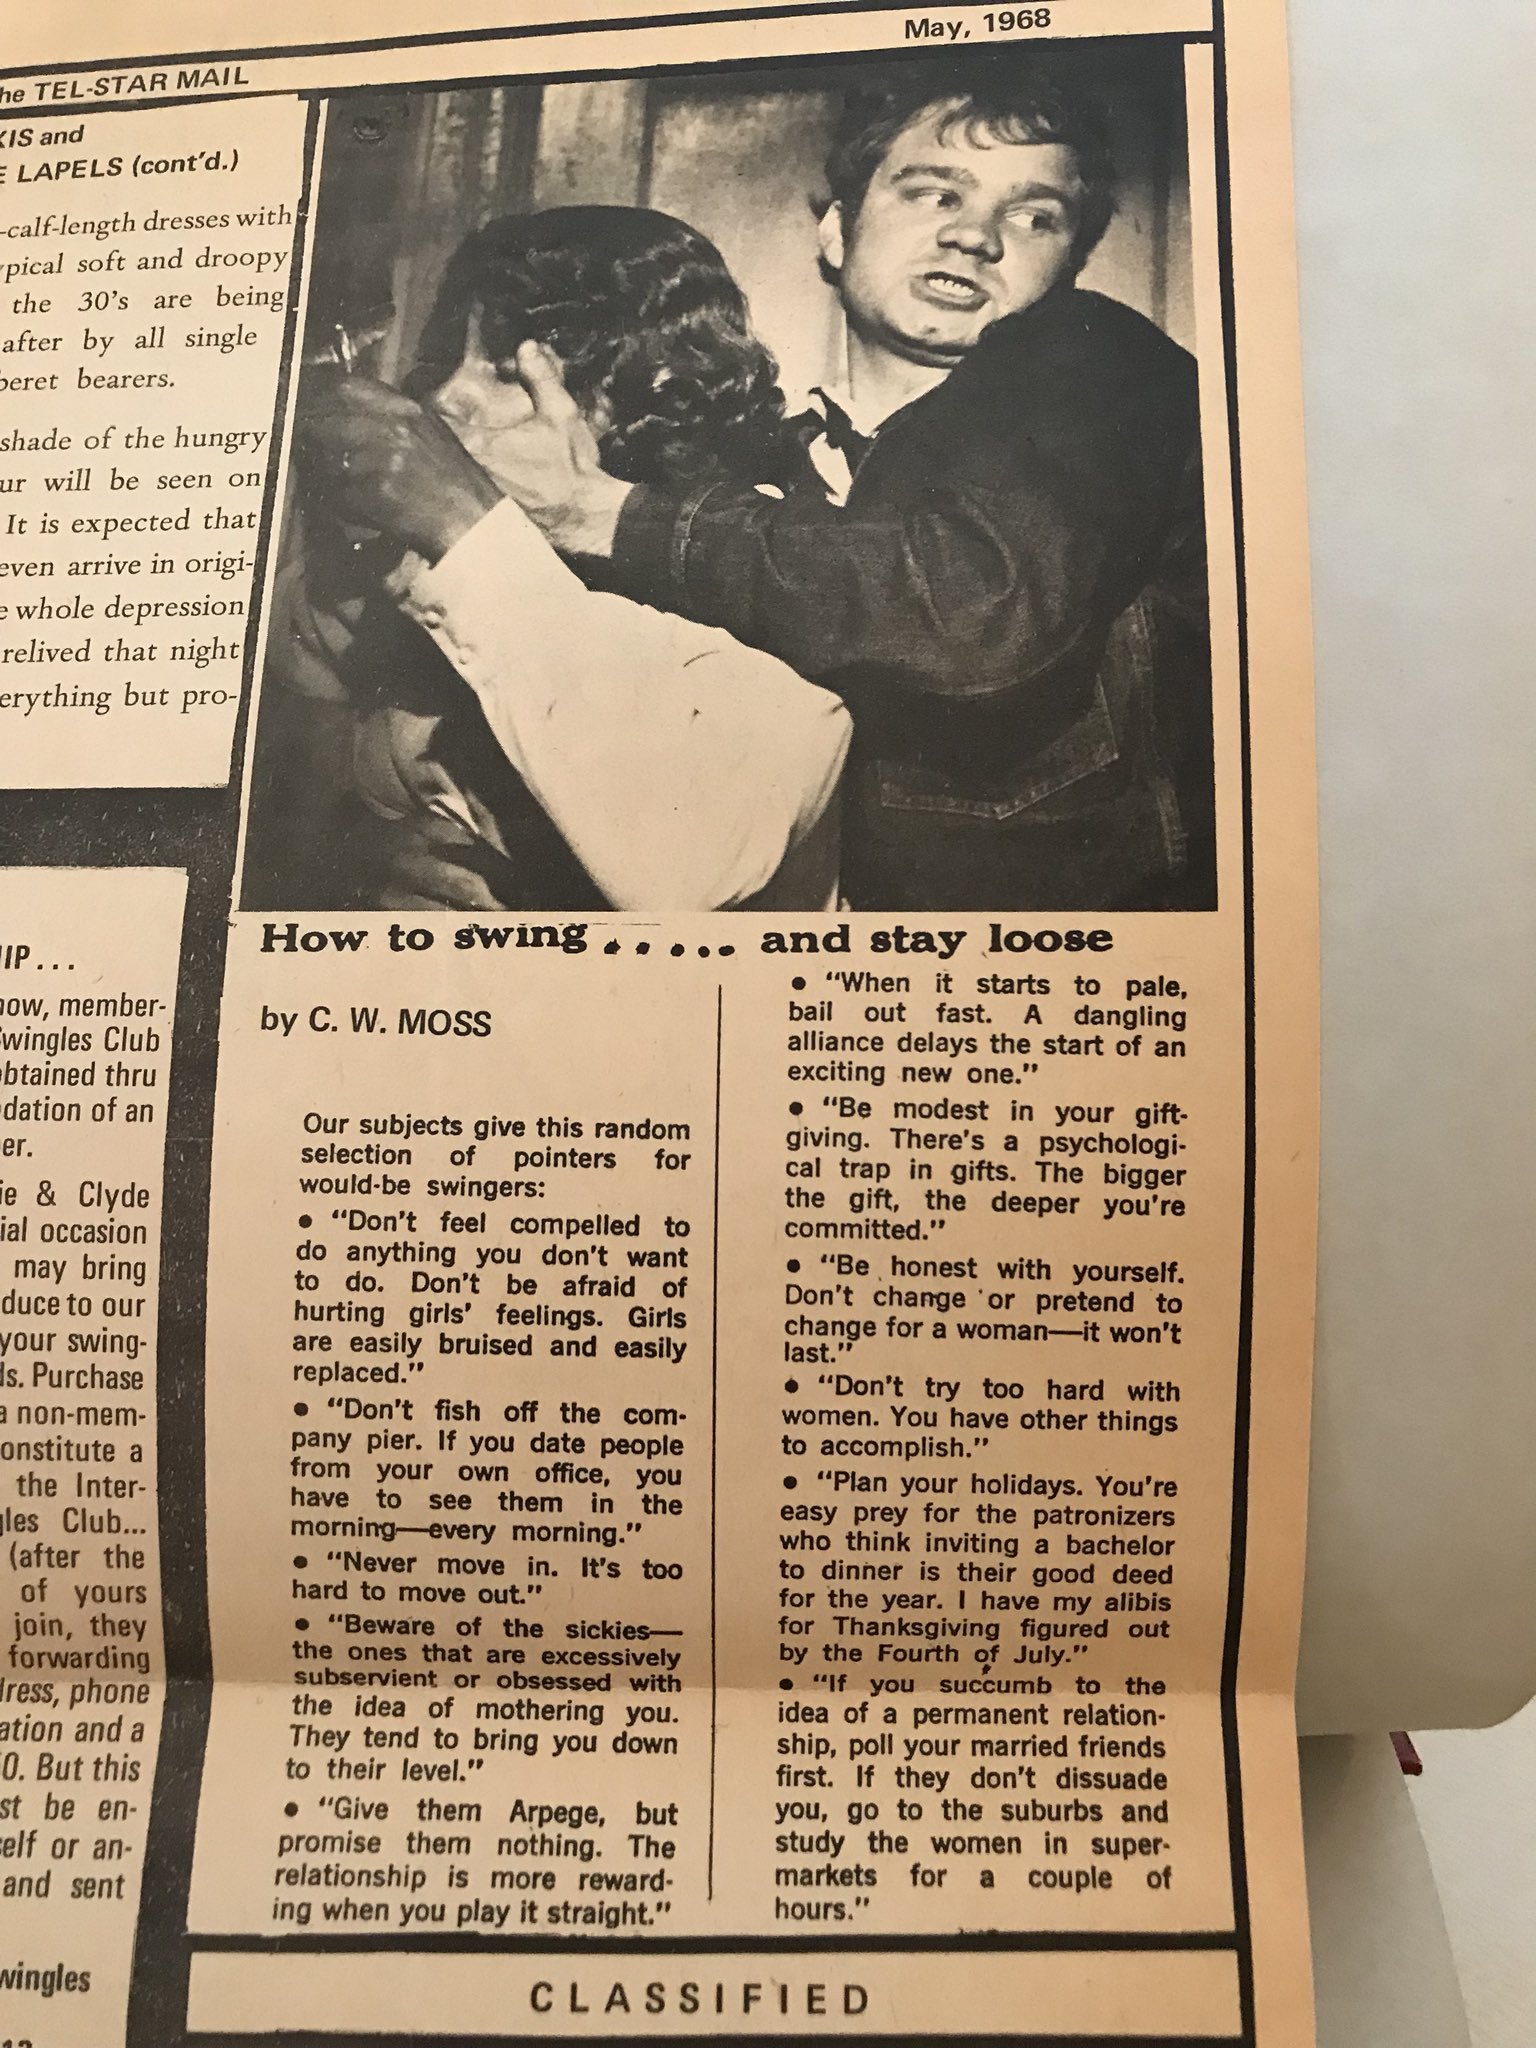 May, 1968
he TEL-STAR MAIL
XIS and
E LAPELS (cont'd.)
-calf-length dresses with
ypical soft and droopy
the 30's are being
after by all single
beret bearers.
shade of the hungry
ur will be seen on
It is expected that
even arrive in origi-
e whole depression
relived that night
erything but pro-
IP...
now, member-
Swingles Club
obtained thru
dation of an
er.
ie & Clyde
ial occasion
may bring
duce to our
your swing-
ls. Purchase
a non-mem-
onstitute a
the Inter-
gles Club...
(after the
of yours
join, they
forwarding
dress, phone
ation and a
0. But this
st be en-
self or an-
and sent
wingles
How to swing..... and stay loose
by C. W. MOSS
Our subjects give this random
selection of pointers for
would-be swingers:
• "Don't feel compelled to
do anything you don't want
to do. Don't be afraid of
hurting girls' feelings. Girls
are easily bruised and easily
replaced."
• "Don't fish off the com-
pany pier. If you date people
from your own office, you
have to see them in the
morning—every morning."
• "Never move in. It's too
hard to move out."
• "Beware of the sickies—
the ones that are excessively
subservient or obsessed with
the idea of mothering you.
They tend to bring you down
to their level."
• "Give them Arpege, but
promise them nothing. The
relationship is more reward-
ing when you play it straight."
• "When it starts to pale,
bail out fast. A dangling
alliance delays the start of an
exciting new one."
• "Be modest in your gift-
giving. There's a psychologi-
cal trap in gifts. The bigger
the gift, the deeper you're
committed."
• "Be honest with yourself.
Don't change or pretend to
change for a woman—it won't
last."
• "Don't try too hard with
women. You have other things
to accomplish."
• "Plan your holidays. You're
easy prey for the patronizers
who think inviting a bachelor
to dinner is their good deed
for the year. I have my alibis
for Thanksgiving figured out
by the Fourth of July."
• "If you succumb to the
idea of a permanent relation-
ship, poll your married friends
first. If they don't dissuade
you, go to the suburbs and
study the women in super-
markets for a couple of
hours."
CLASSIFIED